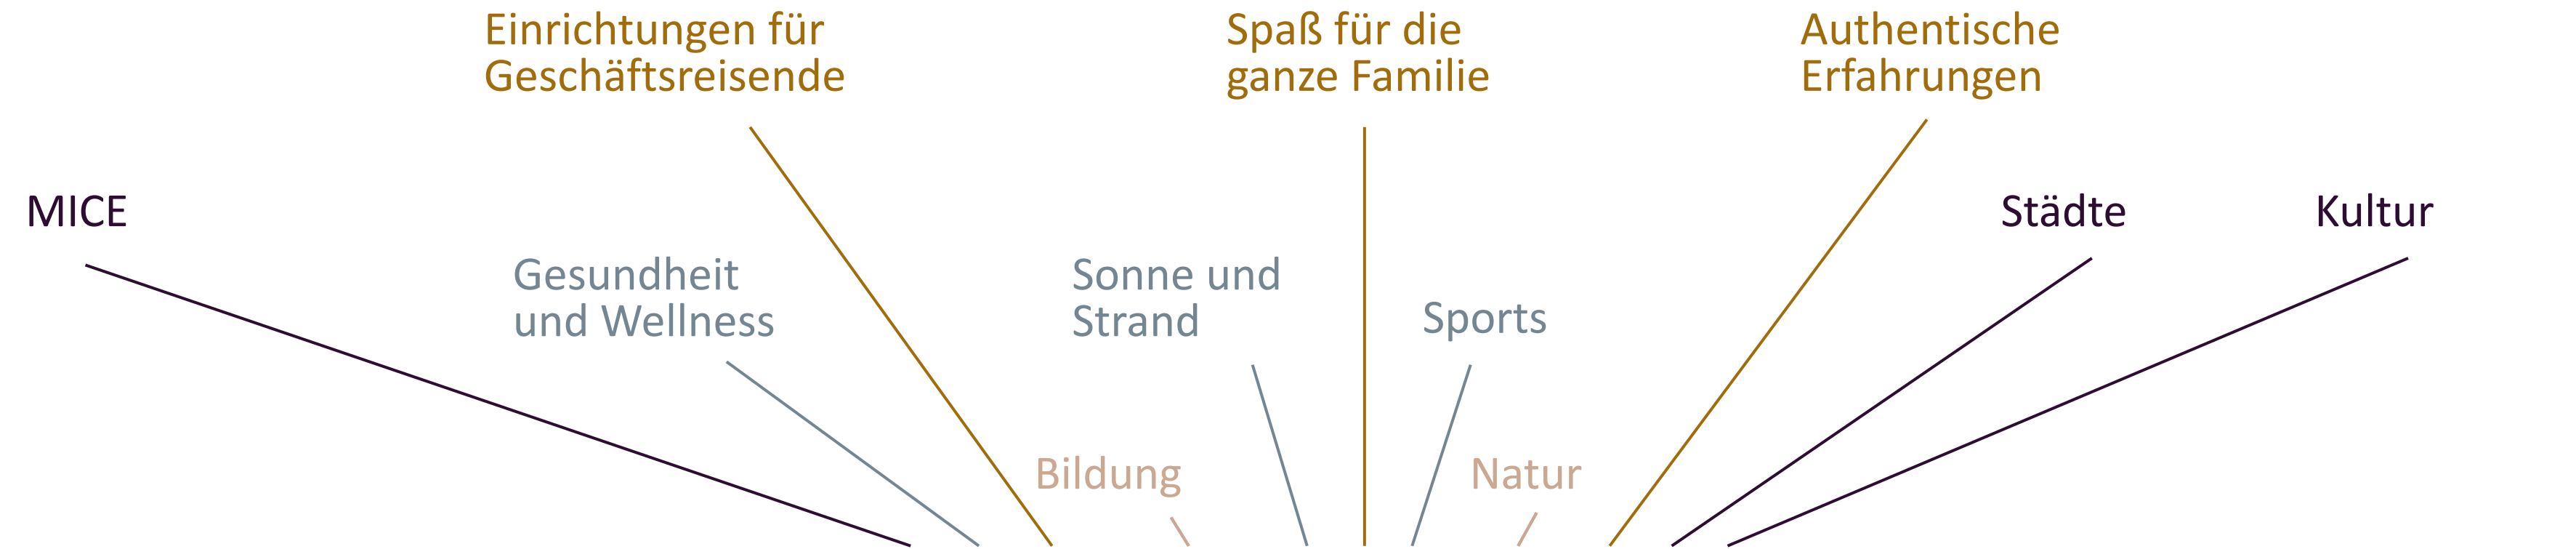 Einrichtungen für
Geschäftsreisende
Spaß für die
ganze Familie
Authentische
Erfahrungen
MICE
Städte
Kultur
Gesundheit
und Wellness
Sonne und
Strand
Sports
Bildung
Natur